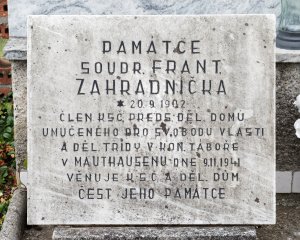 PAMÁTCE
SOUDR. FRANT.
ZAHRADNÍČKA
* 20.9.1902
ČLEN KSČ, PŘEDS. DĚL. DOMU
UMUČENÉHO PRO SVOBODU VLASTI
A DĚL. TŘÍDY V KON. TÁBOŘE
V MAUTHAUSENU DNE 9.11.1941
VĚNUJE KSČ A DĚL. DŮM
ČEST JEHO PAMÁTCE